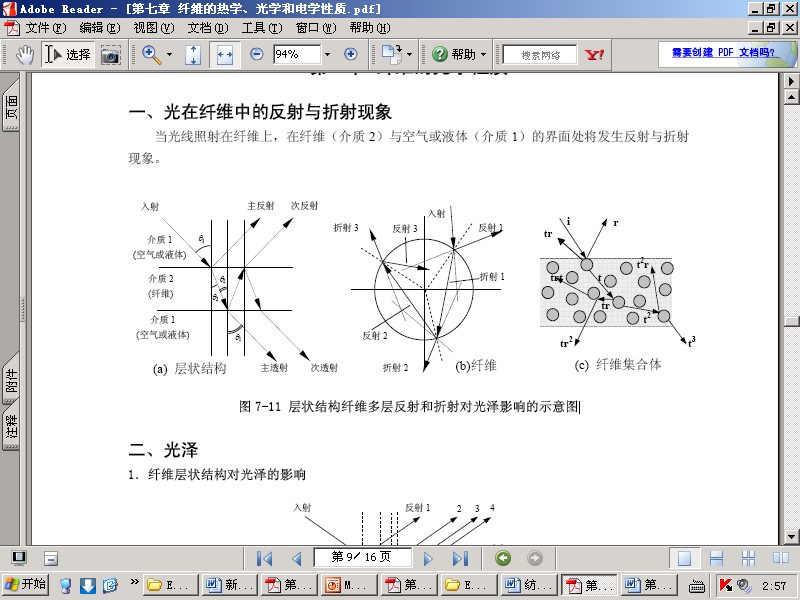 Adobe Reader - [第七章 纤维的热学、光学和电学性质.pdf]
文件(F) 编辑(E) 视图(V) 文档(D) 工具(T) 窗口(W) 帮助(H)
选择 94% 帮助 搜索网络 Y! 需要创建 PDF 文档吗?
页面
附件
注释
一、光在纤维中的反射与折射现象
当光线照射在纤维上，在纤维（介质 2）与空气或液体（介质 1）的界面处将发生反射与折射
现象。
入射 主反射 次反射
介质 1
(空气或液体)
介质 2
(纤维)
介质 1
(空气或液体)
主透射 次透射
(a) 层状结构
折射 3 反射 3 入射 反射 1
折射 1
反射 2
折射 2 (b)纤维
i r
tr
t²r
trt t
tr
t²
tr² t³
(c) 纤维集合体
图 7-11 层状结构纤维多层反射和折射对光泽影响的示意图
二、光泽
1. 纤维层状结构对光泽的影响
入射 反射 1 2 3 4
第 9/ 16 页
开始 » E... 新... 第... M... 第... E... 纺... 第... 第... 2:57